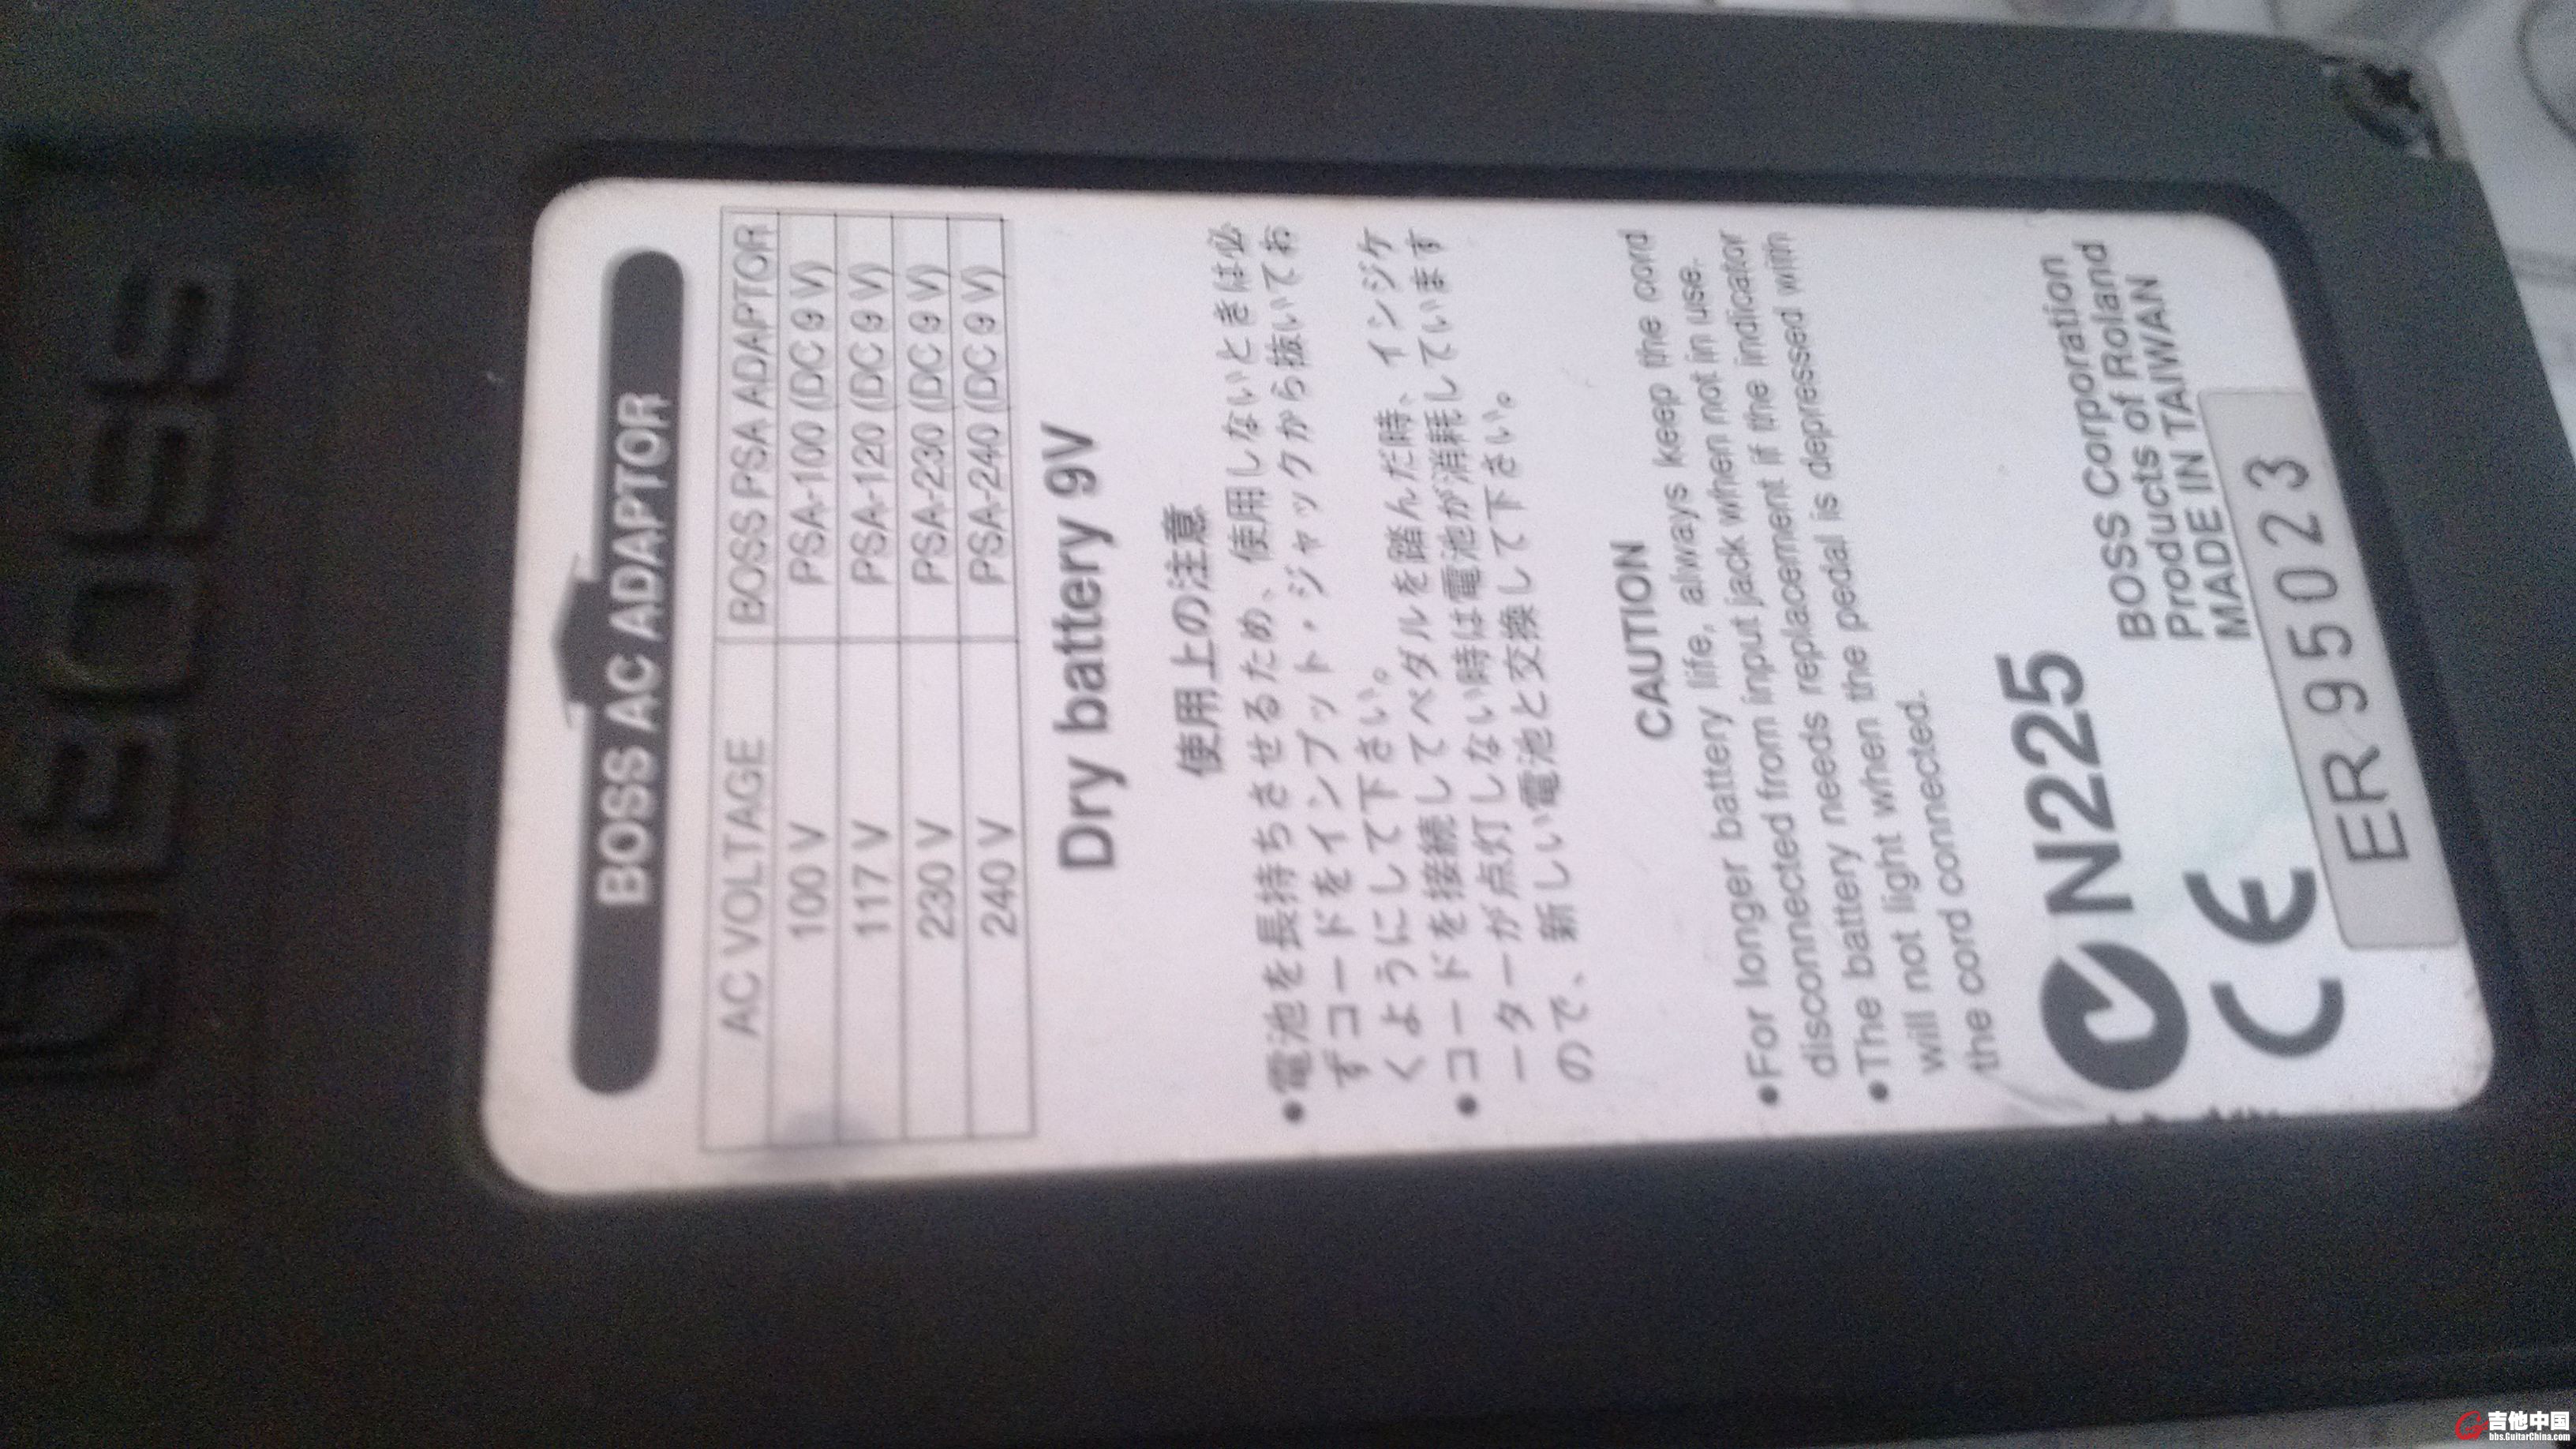 BOSS
BOSS AC ADAPTOR
AC VOLTAGE BOSS PSA ADAPTOR
100 V PSA-100 (DC 9 V)
117 V PSA-120 (DC 9 V)
230 V PSA-230 (DC 9 V)
240 V PSA-240 (DC 9 V)
Dry battery 9V
使用上の注意
●電池を長持ちさせるため、使用しないときは必
ずコードをインプット・ジャックから抜いてお
くようにして下さい。
●コードを接続してペダルを踏んだ時、インジケ
ーターが点灯しない時は電池が消耗しています
ので、新しい電池と交換して下さい。
CAUTION
●For longer battery life, always keep the cord
disconnected from input jack when not in use.
●The battery needs replacement if the indicator
will not light when the pedal is depressed with
the cord connected.
N225
BOSS Corporation
Products of Roland
MADE IN TAIWAN
CE
ER95023
吉他中国
bbs.GuitarChina.com